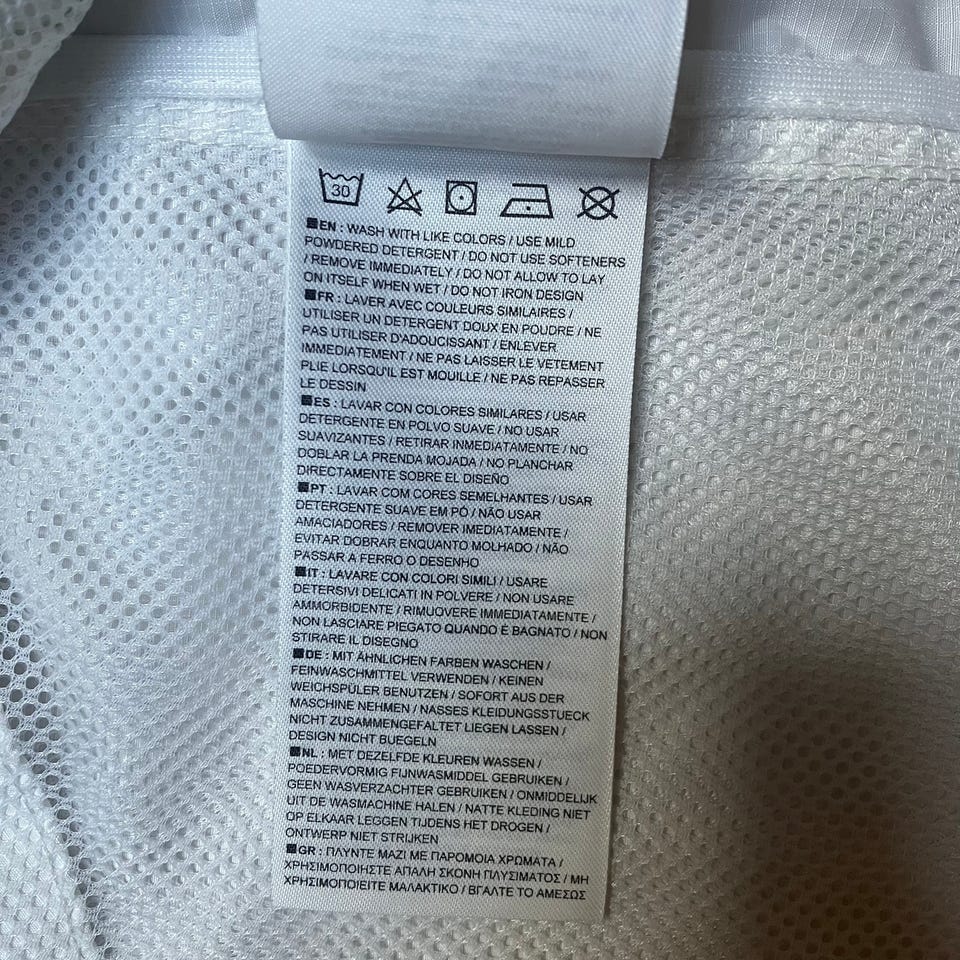 30
EN : WASH WITH LIKE COLORS / USE MILD
POWDERED DETERGENT / DO NOT USE SOFTENERS
/ REMOVE IMMEDIATELY / DO NOT ALLOW TO LAY
ON ITSELF WHEN WET / DO NOT IRON DESIGN
FR : LAVER AVEC COULEURS SIMILAIRES /
UTILISER UN DETERGENT DOUX EN POUDRE / NE
PAS UTILISER D'ADOUCISSANT / ENLEVER
IMMEDIATEMENT / NE PAS LAISSER LE VETEMENT
PLIE LORSQU'IL EST MOUILLE / NE PAS REPASSER
LE DESSIN
ES : LAVAR CON COLORES SIMILARES / USAR
DETERGENTE EN POLVO SUAVE / NO USAR
SUAVIZANTES / RETIRAR INMEDIATAMENTE / NO
DOBLAR LA PRENDA MOJADA / NO PLANCHAR
DIRECTAMENTE SOBRE EL DISEÑO
PT : LAVAR COM CORES SEMELHANTES / USAR
DETERGENTE SUAVE EM PÓ / NÃO USAR
AMACIADORES / REMOVER IMEDIATAMENTE /
EVITAR DOBRAR ENQUANTO MOLHADO / NÃO
PASSAR A FERRO O DESENHO
IT : LAVARE CON COLORI SIMILI / USARE
DETERSIVI DELICATI IN POLVERE / NON USARE
AMMORBIDENTE / RIMUOVERE IMMEDIATAMENTE /
NON LASCIARE PIEGATO QUANDO È BAGNATO / NON
STIRARE IL DISEGNO
DE : MIT ÄHNLICHEN FARBEN WASCHEN /
FEINWASCHMITTEL VERWENDEN / KEINEN
WEICHSPÜLER BENUTZEN / SOFORT AUS DER
MASCHINE NEHMEN / NASSES KLEIDUNGSSTUECK
NICHT ZUSAMMENGEFALTET LIEGEN LASSEN /
DESIGN NICHT BUEGELN
NL : MET DEZELFDE KLEUREN WASSEN /
POEDERVORMIG FIJNWASMIDDEL GEBRUIKEN /
GEEN WASVERZACHTER GEBRUIKEN / ONMIDDELIJK
UIT DE WASMACHINE HALEN / NATTE KLEDING NIET
OP ELKAAR LEGGEN TIJDENS HET DROGEN /
ONTWERP NIET STRIJKEN
GR : ΠΛΥΝΤΕ ΜΑΖΙ ΜΕ ΠΑΡΟΜΟΙΑ ΧΡΩΜΑΤΑ /
ΧΡΗΣΙΜΟΠΟΙΗΣΤΕ ΑΠΑΛΗ ΣΚΟΝΗ ΠΛΥΣΙΜΑΤΟΣ / ΜΗ
ΧΡΗΣΙΜΟΠΟΙΕΙΤΕ ΜΑΛΑΚΤΙΚΟ / ΒΓΑΛΤΕ ΤΟ ΑΜΕΣΩΣ